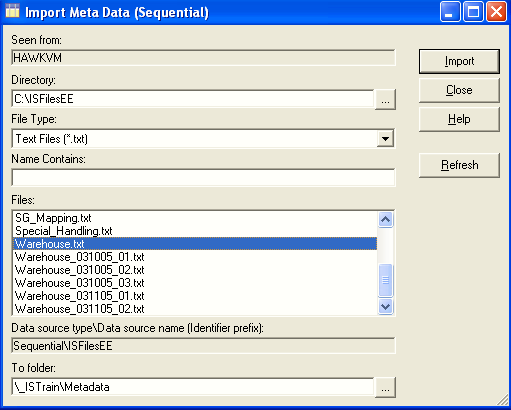 Import Meta Data (Sequential)
Seen from:
HAWKVM
Import
Directory:
C:\ISFilesEE
...
Close
File Type:
Text Files (*.txt)
Help
Name Contains:
Refresh
Files:
SG_Mapping.txt
Special_Handling.txt
Warehouse.txt
Warehouse_031005_01.txt
Warehouse_031005_02.txt
Warehouse_031005_03.txt
Warehouse_031105_01.txt
Warehouse_031105_02.txt
Data source type\Data source name (Identifier prefix):
Sequential\ISFilesEE
To folder:
\_ISTrain\Metadata
...